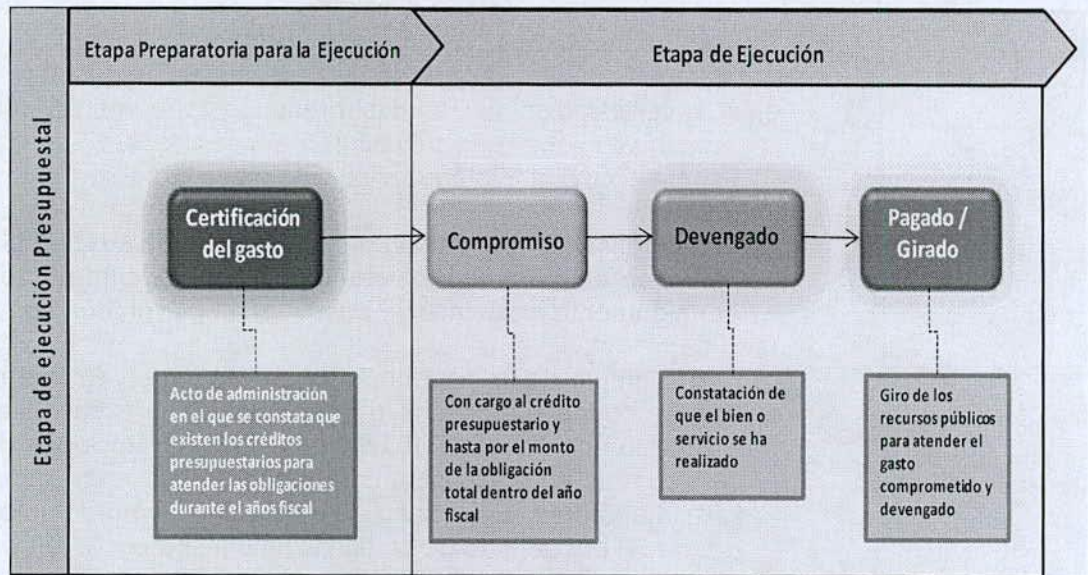 Etapa de ejecución Presupuestal
Etapa Preparatoria para la Ejecución
Etapa de Ejecución
Certificación
del gasto
Compromiso
Devengado
Pagado /
Girado
Acto de administración
en el que se constata que
existen los créditos
presupuestarios para
atender las obligaciones
durante el años fiscal
Con cargo al crédito
presupuestario y
hasta por el monto
de la obligación
total dentro del año
fiscal
Constatación de
que el bien o
servicio se ha
realizado
Giro de los
recursos públicos
para atender el
gasto
comprometido y
devengado